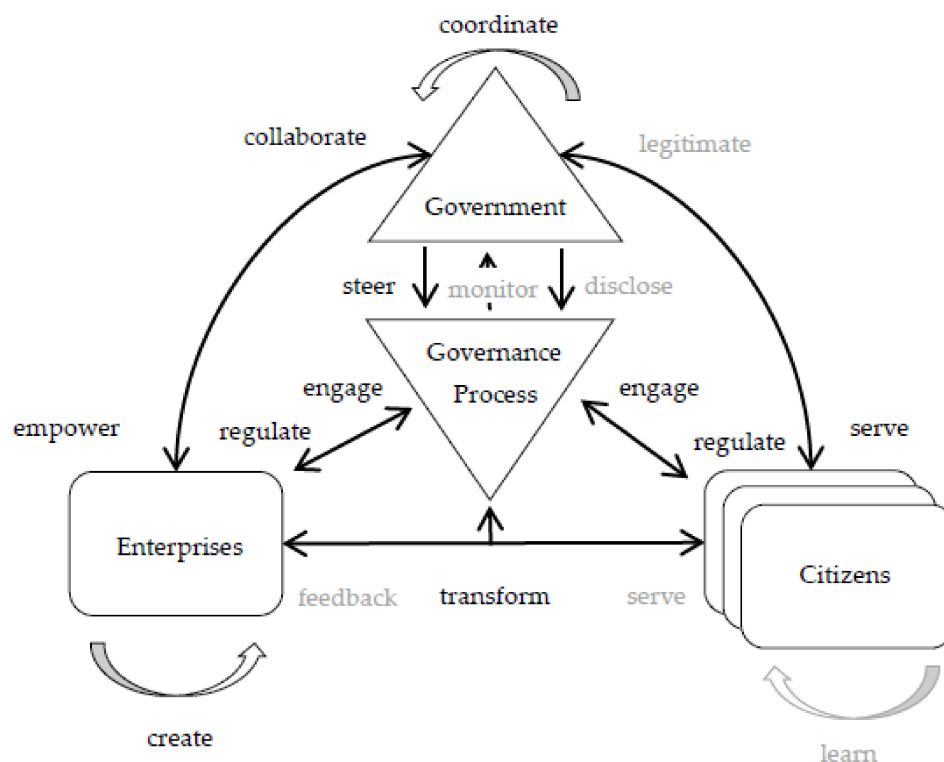 coordinate
collaborate
legitimate
Government
steer
monitor
disclose
Governance
Process
engage
engage
empower
regulate
regulate
serve
Enterprises
Citizens
feedback
transform
serve
create
learn